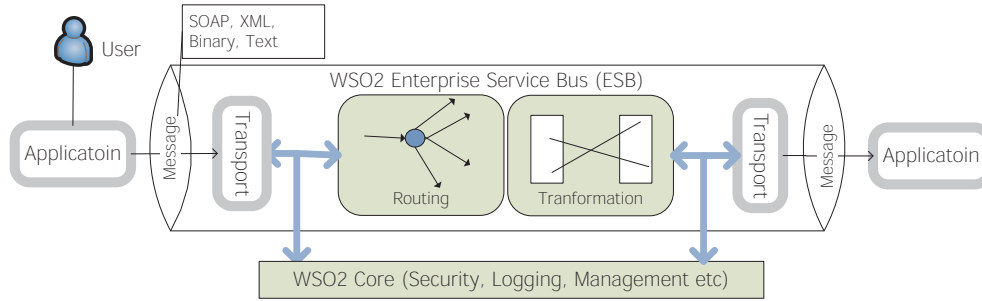 SOAP, XML,
Binary, Text
User
WSO2 Enterprise Service Bus (ESB)
Applicatoin
Message
Transport
Routing
Tranformation
Transport
Message
Applicatoin
WSO2 Core (Security, Logging, Management etc)